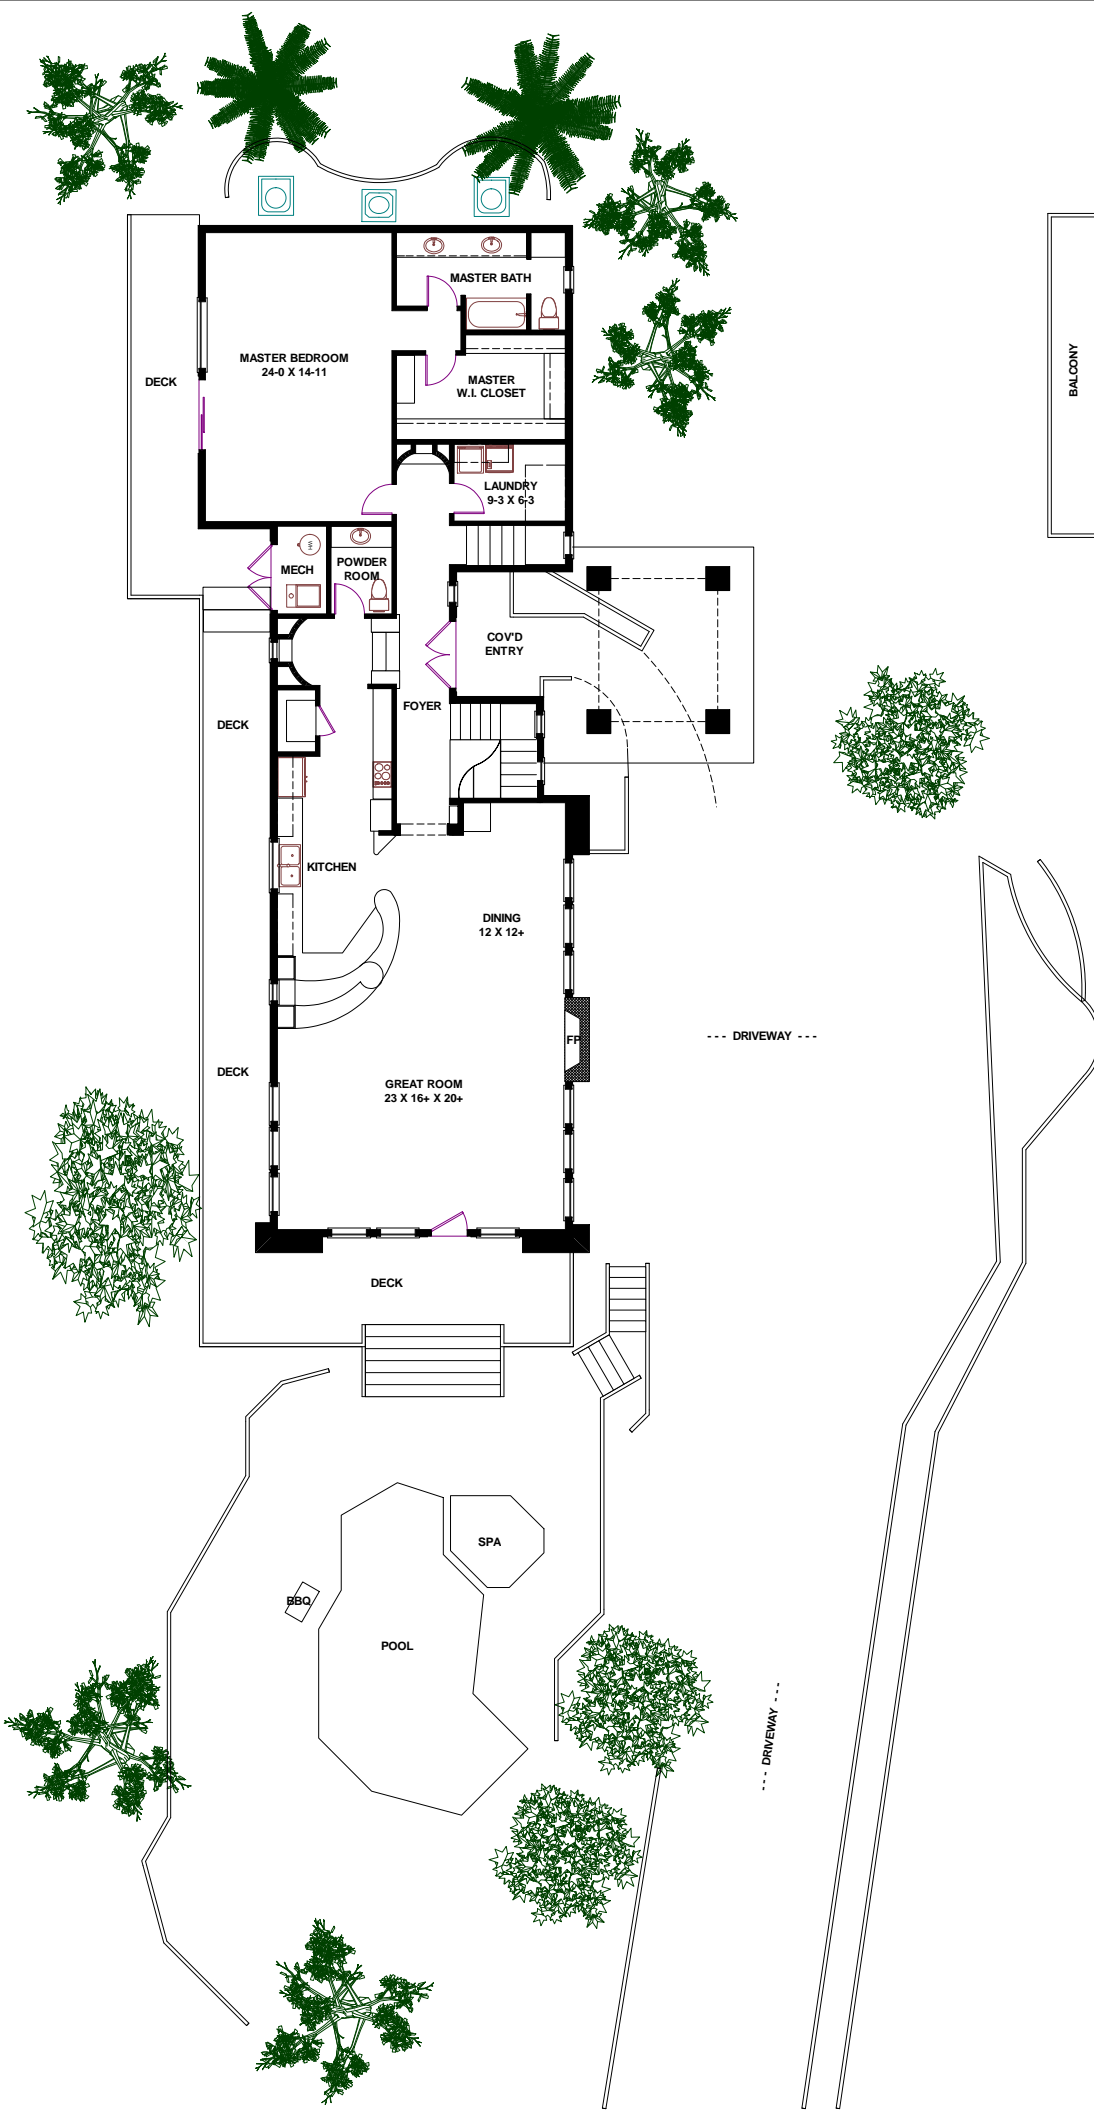 MASTER BATH
BALCONY
MASTER BEDROOM
24-0 X 14-11
DECK
MASTER
W.I. CLOSET
LAUNDRY
9-3 X 6-3
WH
MECH
POWDER
ROOM
COV'D
ENTRY
FOYER
DECK
KITCHEN
DINING
12 X 12+
FP
--- DRIVEWAY ---
DECK
GREAT ROOM
23 X 16+ X 20+
DECK
SPA
BBQ
POOL
--- DRIVEWAY ---